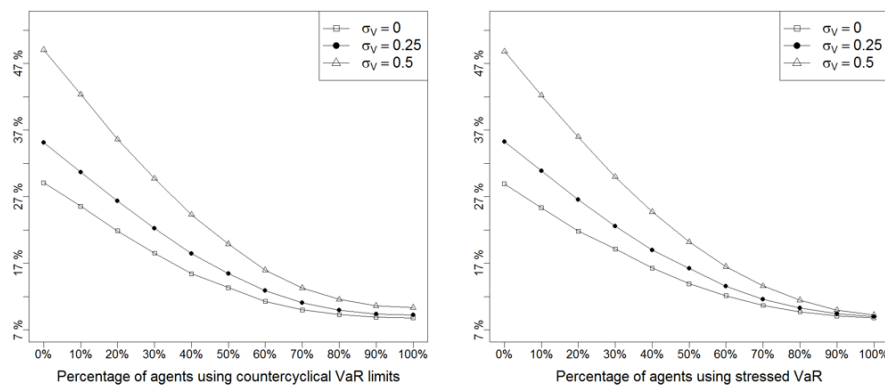 σV = 0
σV = 0.25
σV = 0.5
47 %
37 %
27 %
17 %
7 %
0% 10% 20% 30% 40% 50% 60% 70% 80% 90% 100%
Percentage of agents using countercyclical VaR limits
σV = 0
σV = 0.25
σV = 0.5
47 %
37 %
27 %
17 %
7 %
0% 10% 20% 30% 40% 50% 60% 70% 80% 90% 100%
Percentage of agents using stressed VaR